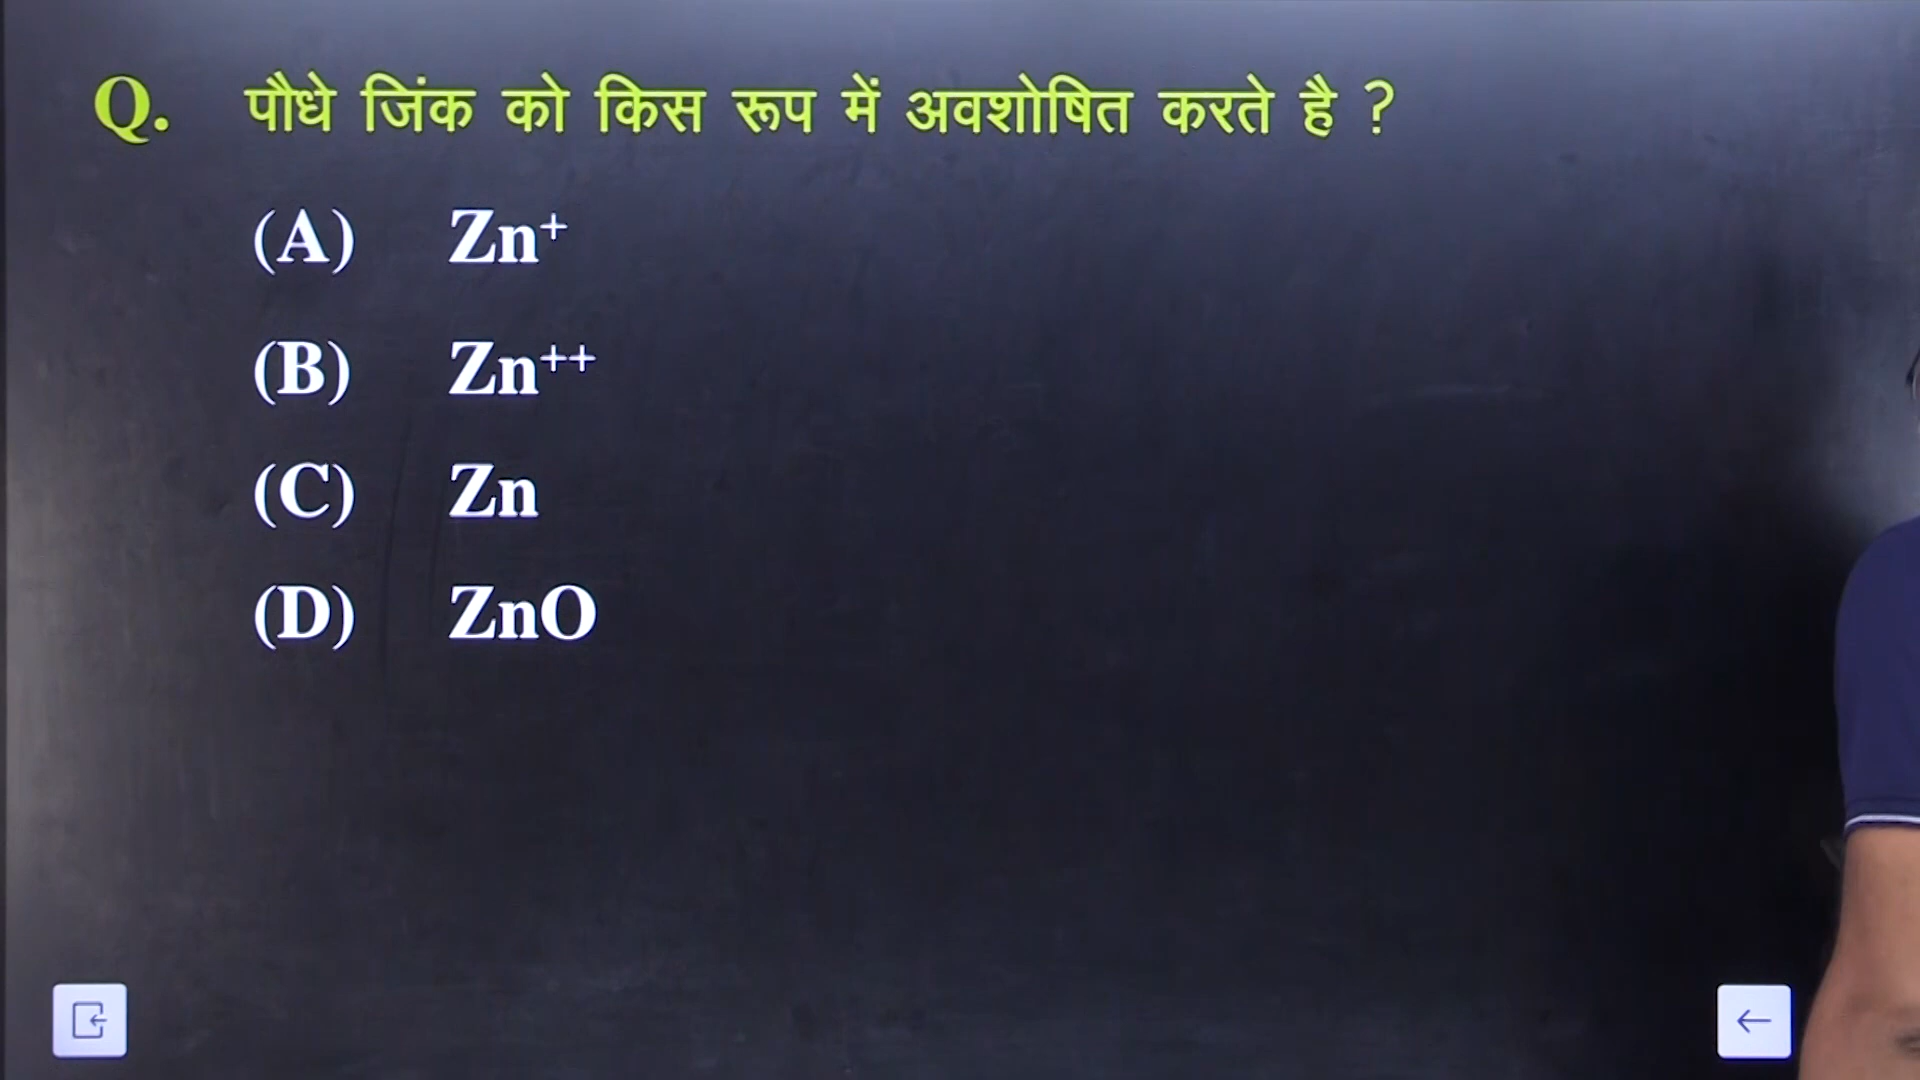 Q. पौधे जिंक को किस रूप में अवशोषित करते है ?
(A) Zn⁺
(B) Zn⁺⁺
(C) Zn
(D) ZnO